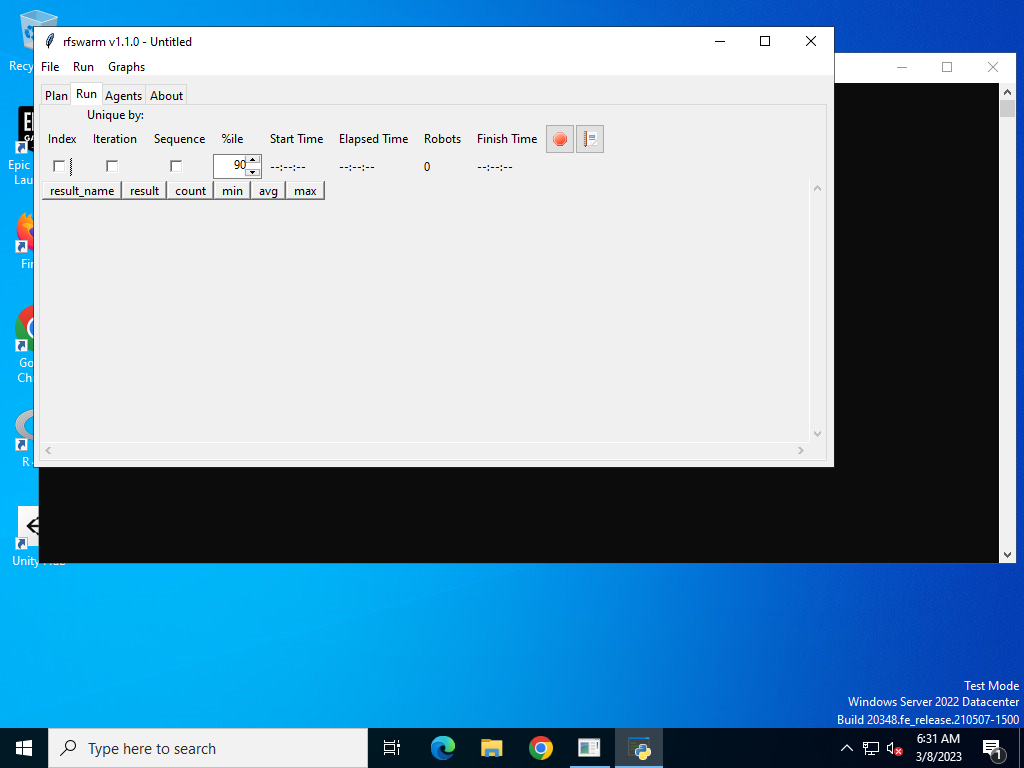 Recy
rfswarm v1.1.0 - Untitled
File Run Graphs
Plan Run Agents About
Unique by:
Index Iteration Sequence %ile Start Time Elapsed Time Robots Finish Time
90 --:--:-- --:--:-- 0 --:--:--
result_name result count min avg max
Epic
Lau
Fir
Go
Ch
R
Unity Hub
Test Mode
Windows Server 2022 Datacenter
Build 20348.fe_release.210507-1500
Type here to search
6:31 AM
3/8/2023
1